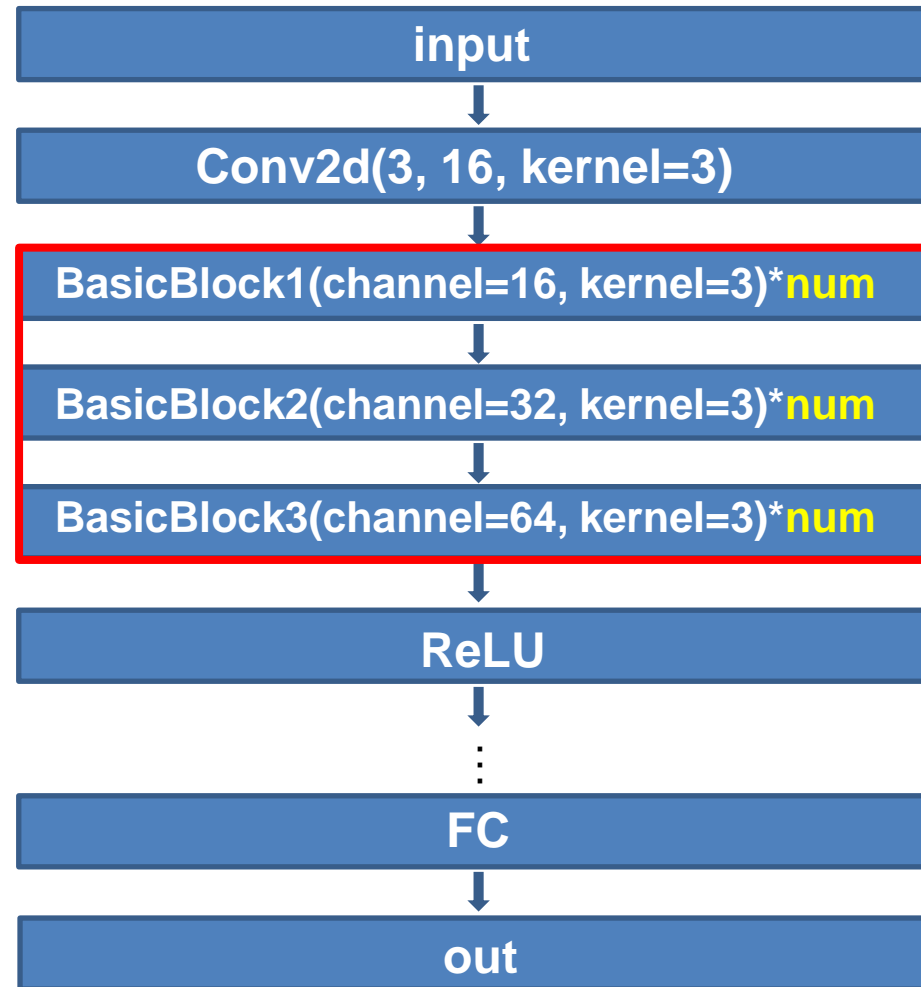 input
Conv2d(3, 16, kernel=3)
BasicBlock1(channel=16, kernel=3)*num
BasicBlock2(channel=32, kernel=3)*num
BasicBlock3(channel=64, kernel=3)*num
ReLU
⋮
FC
out